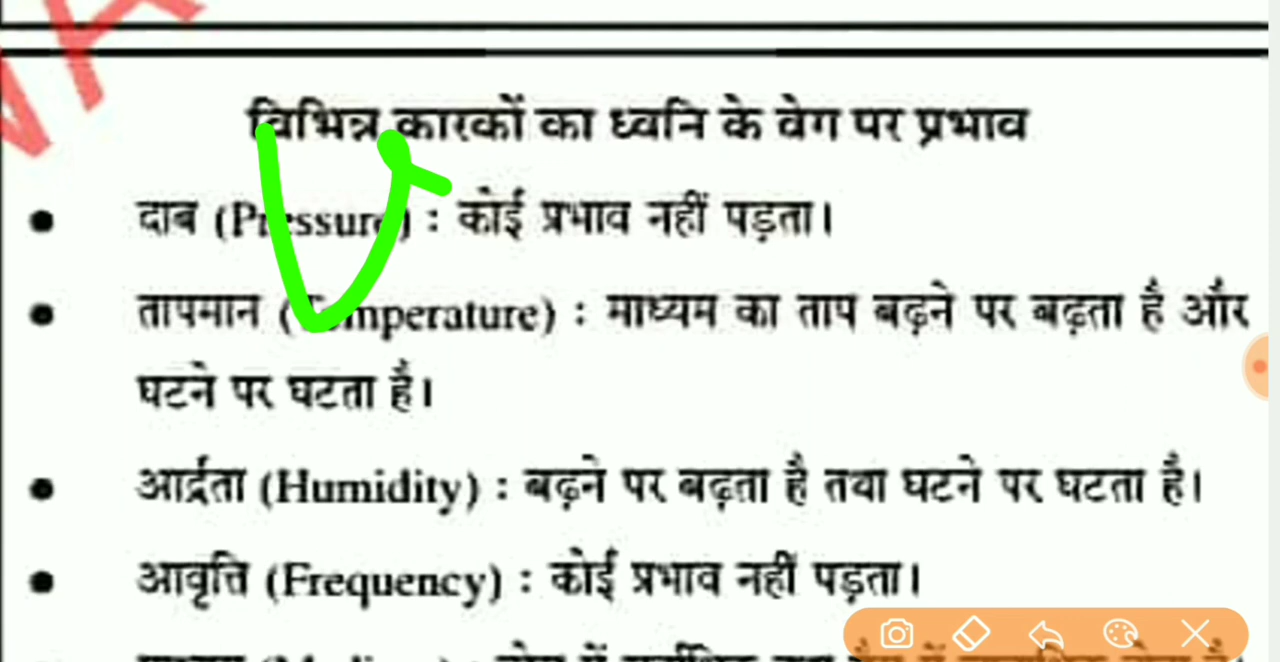 विभिन्न कारकों का ध्वनि के वेग पर प्रभाव
● दाब (Pressure) : कोई प्रभाव नहीं पड़ता।
● तापमान (Temperature) : माध्यम का ताप बढ़ने पर बढ़ता है और
घटने पर घटता है।
● आर्द्रता (Humidity) : बढ़ने पर बढ़ता है तथा घटने पर घटता है।
● आवृत्ति (Frequency) : कोई प्रभाव नहीं पड़ता।